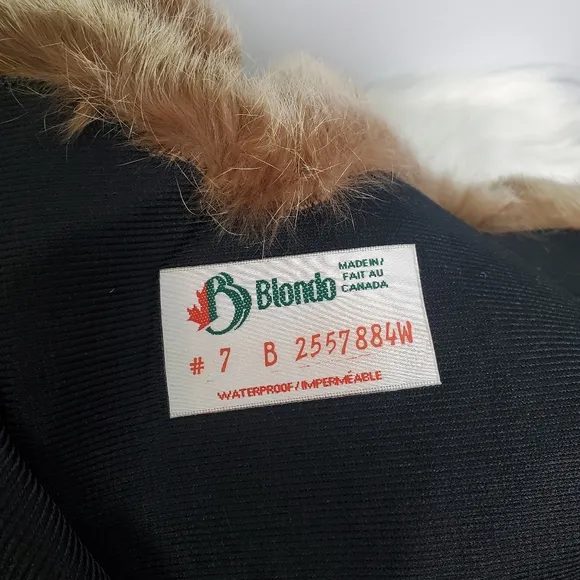 B Blondo
MADE IN /
FAIT AU
CANADA
# 7 B 2557884W
WATERPROOF / IMPERMÉABLE